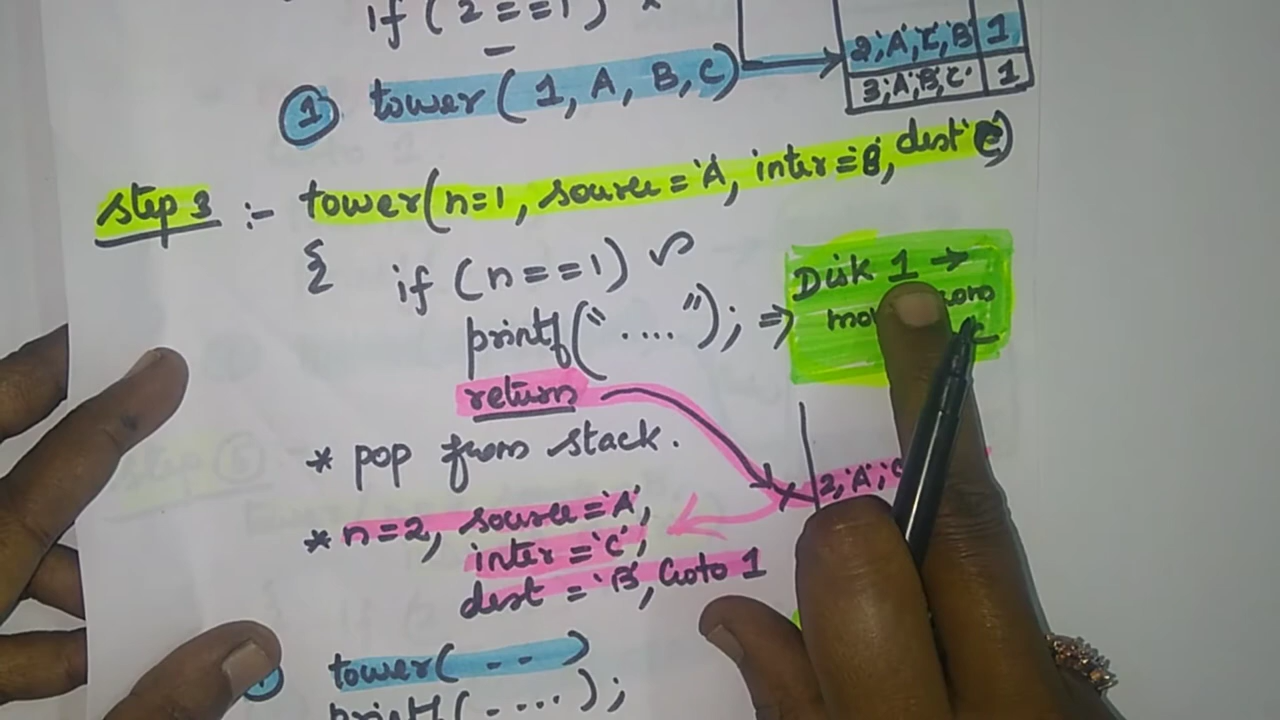 if (2 == 1) ×
① tower (1, A, B, C)
2,'A','C','B' 1
3,'A','B','C' 1
step 3 :- tower(n=1, source='A, inter='B', dest'C')
{ if (n==1)
printf("...."); ⇒
Disk 1 →
return
* pop from stack.
2,'A','C
* n=2, source='A',
inter='C',
dest='B', Goto 1
tower( - - )
printf(- ....);